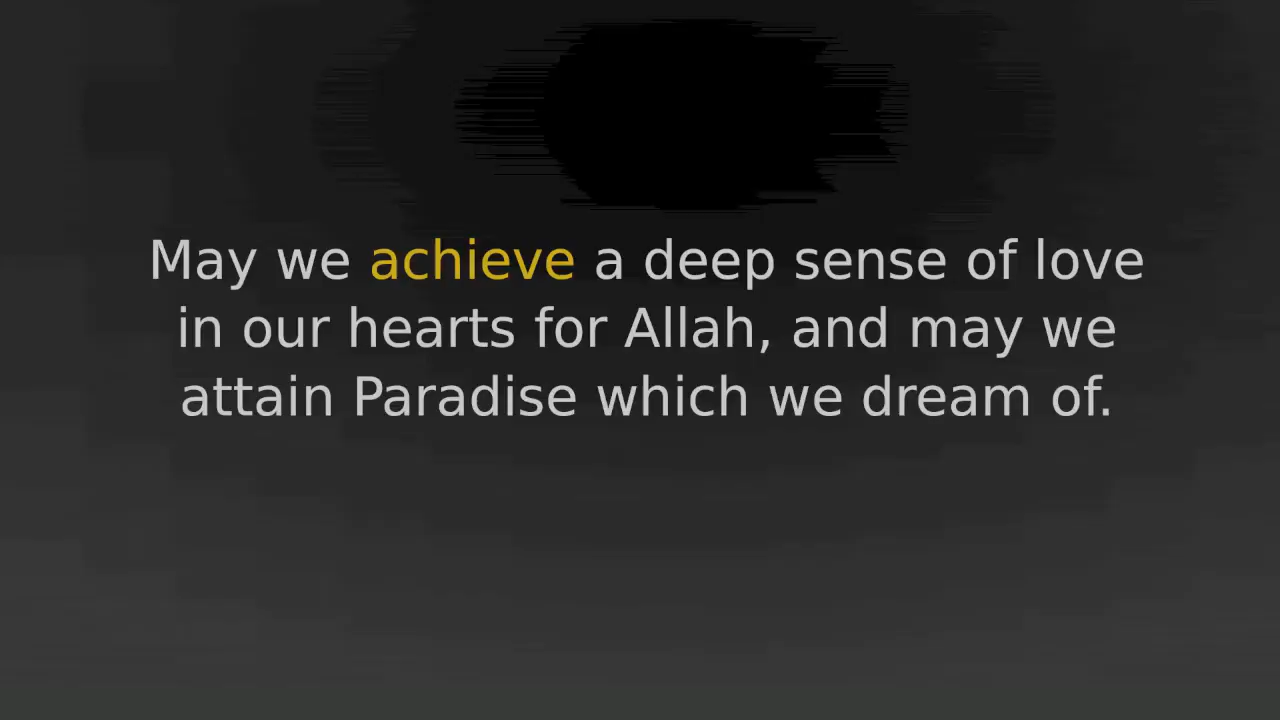 May we achieve a deep sense of love
in our hearts for Allah, and may we
attain Paradise which we dream of.